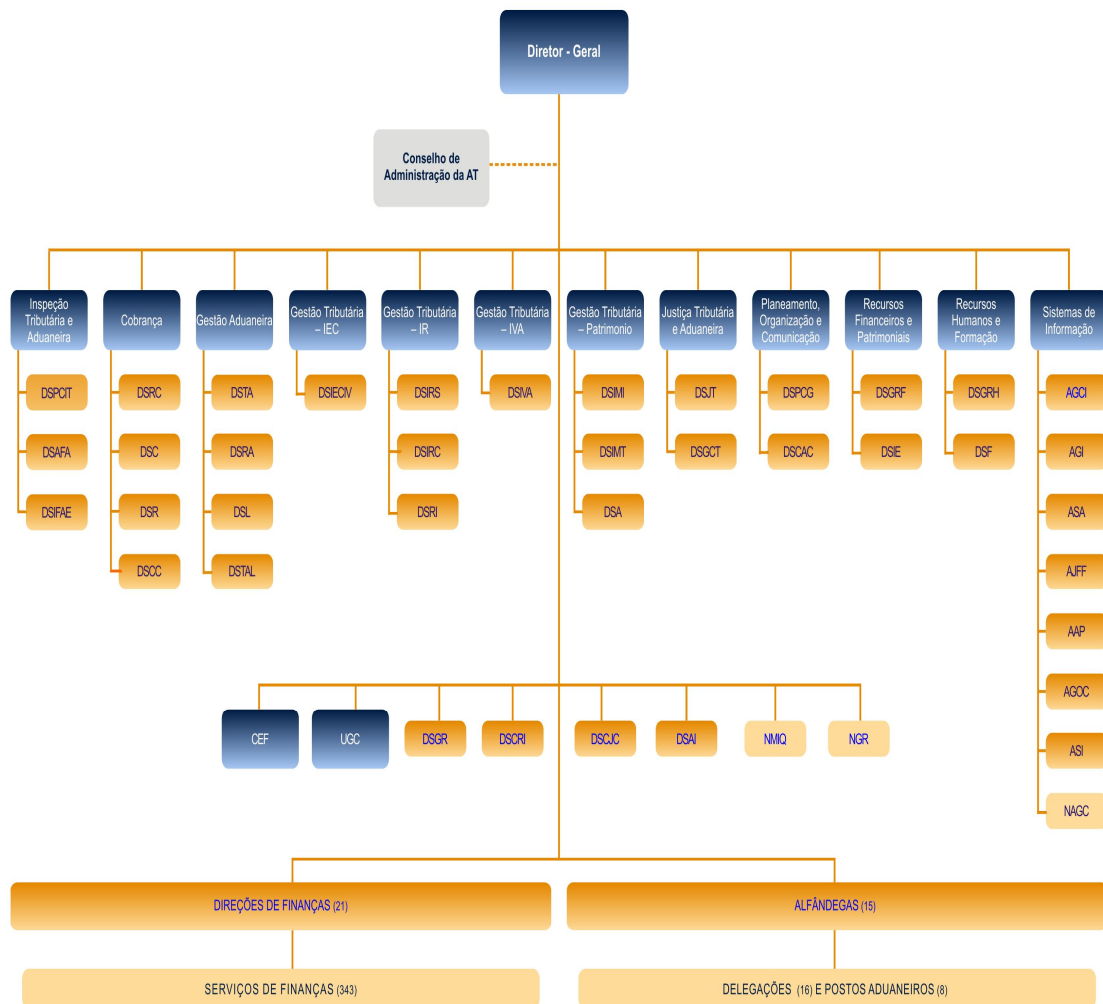 Diretor - Geral
Conselho de
Administração da AT
Inspeção
Tributária e
Aduaneira
Cobrança
Gestão Aduaneira
Gestão Tributária
– IEC
Gestão Tributária
– IR
Gestão Tributária
– IVA
Gestão Tributária
– Patrimonio
Justiça Tributária
e Aduaneira
Planeamento,
Organização e
Comunicação
Recursos
Financeiros e
Patrimoniais
Recursos
Humanos e
Formação
Sistemas de
Informação
DSPCIT
DSAFA
DSIFAE
DSRC
DSC
DSR
DSCC
DSTA
DSRA
DSL
DSTAL
DSIECIV
DSIRS
DSIRC
DSRI
DSIVA
DSIMI
DSIMT
DSA
DSJT
DSGCT
DSPCG
DSCAC
DSGRF
DSIE
DSGRH
DSF
AGCI
AGI
ASA
AJFF
AAP
AGOC
ASI
NAGC
CEF
UGC
DSGR
DSCRI
DSCJC
DSAI
NMIQ
NGR
DIREÇÕES DE FINANÇAS (21)
ALFÂNDEGAS (15)
SERVIÇOS DE FINANÇAS (343)
DELEGAÇÕES (16) E POSTOS ADUANEIROS (8)